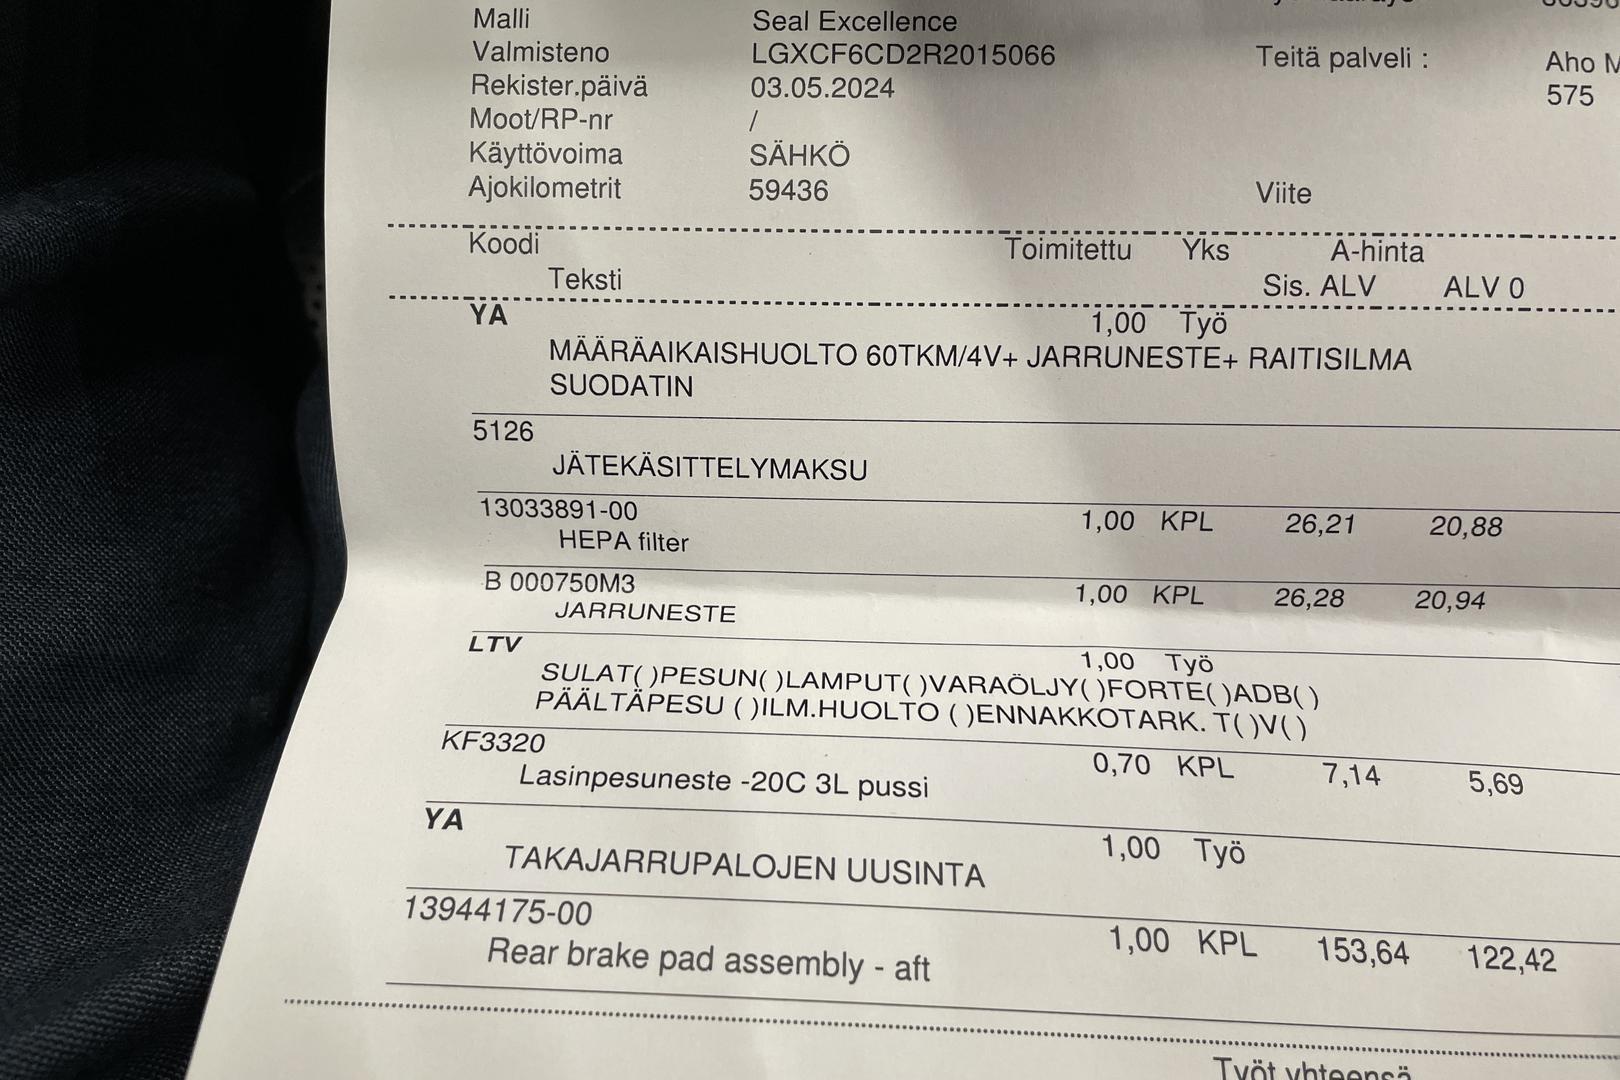 Malli Seal Excellence
Valmisteno LGXCF6CD2R2015066 Teitä palveli : Aho M
Rekister.päivä 03.05.2024 575
Moot/RP-nr /
Käyttövoima SÄHKÖ
Ajokilometrit 59436 Viite
Koodi Toimitettu Yks A-hinta
Teksti Sis. ALV ALV 0
YA 1,00 Työ
MÄÄRÄAIKAISHUOLTO 60TKM/4V+ JARRUNESTE+ RAITISILMA
SUODATIN
5126
JÄTEKÄSITTELYMAKSU
13033891-00 1,00 KPL 26,21 20,88
HEPA filter
B 000750M3 1,00 KPL 26,28 20,94
JARRUNESTE
LTV 1,00 Työ
SULAT( )PESUN( )LAMPUT( )VARAÖLJY( )FORTE( )ADB( )
PÄÄLTÄPESU ( )ILM.HUOLTO ( )ENNAKKOTARK. T( )V( )
KF3320 0,70 KPL 7,14 5,69
Lasinpesuneste -20C 3L pussi
YA 1,00 Työ
TAKAJARRUPALOJEN UUSINTA
13944175-00 1,00 KPL 153,64 122,42
Rear brake pad assembly - aft
Työt yhteensä